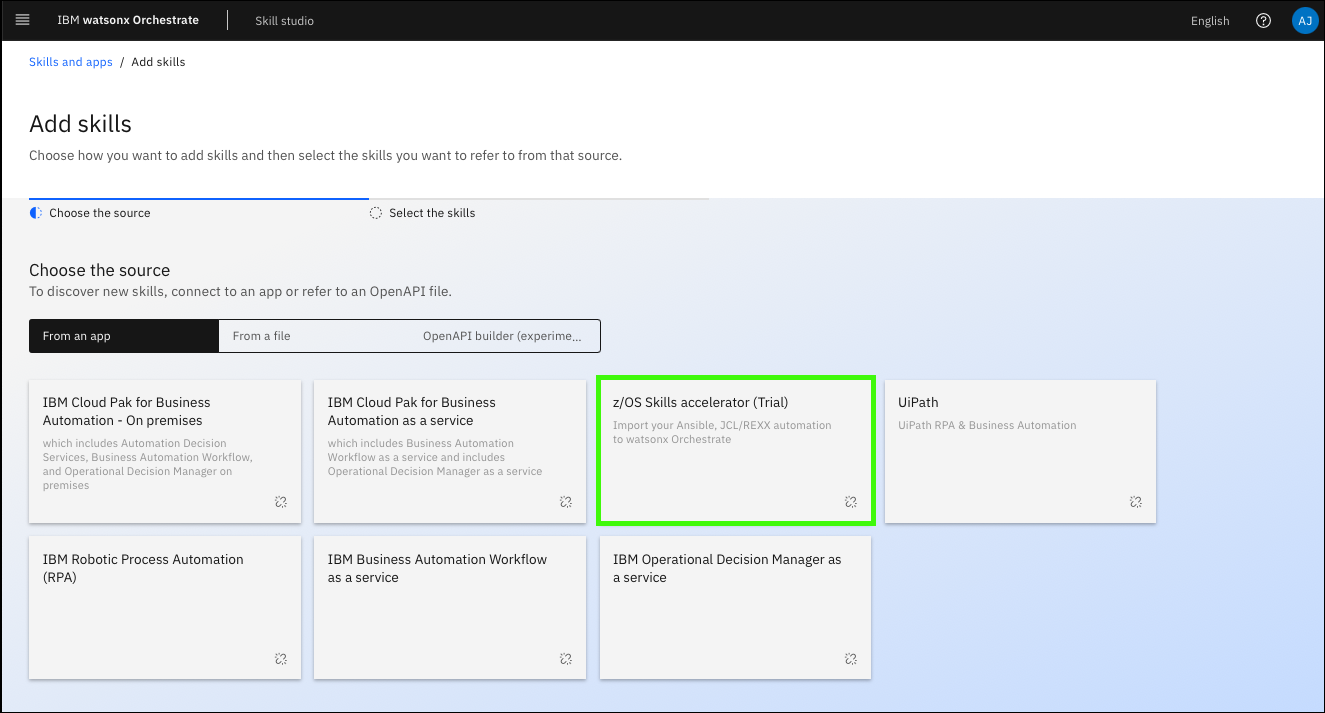 IBM watsonx Orchestrate
Skill studio
English
AJ
Skills and apps / Add skills
Add skills
Choose how you want to add skills and then select the skills you want to refer to from that source.
Choose the source
Select the skills
Choose the source
To discover new skills, connect to an app or refer to an OpenAPI file.
From an app
From a file
OpenAPI builder (experime...
IBM Cloud Pak for Business
Automation - On premises
which includes Automation Decision
Services, Business Automation Workflow,
and Operational Decision Manager on
premises
IBM Cloud Pak for Business
Automation as a service
which includes Business Automation
Workflow as a service and includes
Operational Decision Manager as a service
z/OS Skills accelerator (Trial)
Import your Ansible, JCL/REXX automation
to watsonx Orchestrate
UiPath
UiPath RPA & Business Automation
IBM Robotic Process Automation
(RPA)
IBM Business Automation Workflow
as a service
IBM Operational Decision Manager as
a service